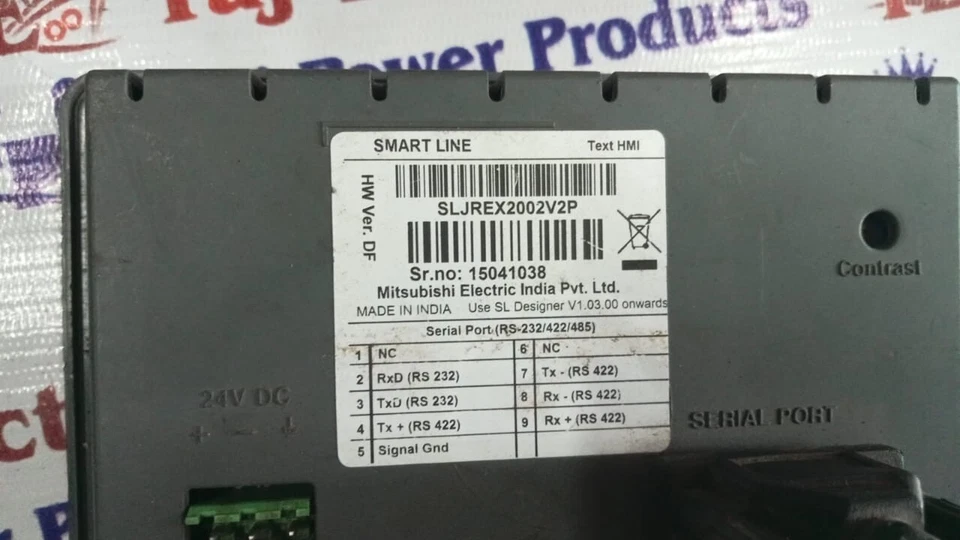 Power Products
SMART LINE Text HMI
HW Ver. DF
SLJREX2002V2P
Sr.no: 15041038
Mitsubishi Electric India Pvt. Ltd.
MADE IN INDIA Use SL Designer V1.03.00 onwards
Serial Port (RS-232/422/485)
1 NC 6 NC
2 RxD (RS 232) 7 Tx - (RS 422)
3 TxD (RS 232) 8 Rx - (RS 422)
4 Tx + (RS 422) 9 Rx + (RS 422)
5 Signal Gnd
Contrast
24V DC
+ - ⏚
SERIAL PORT